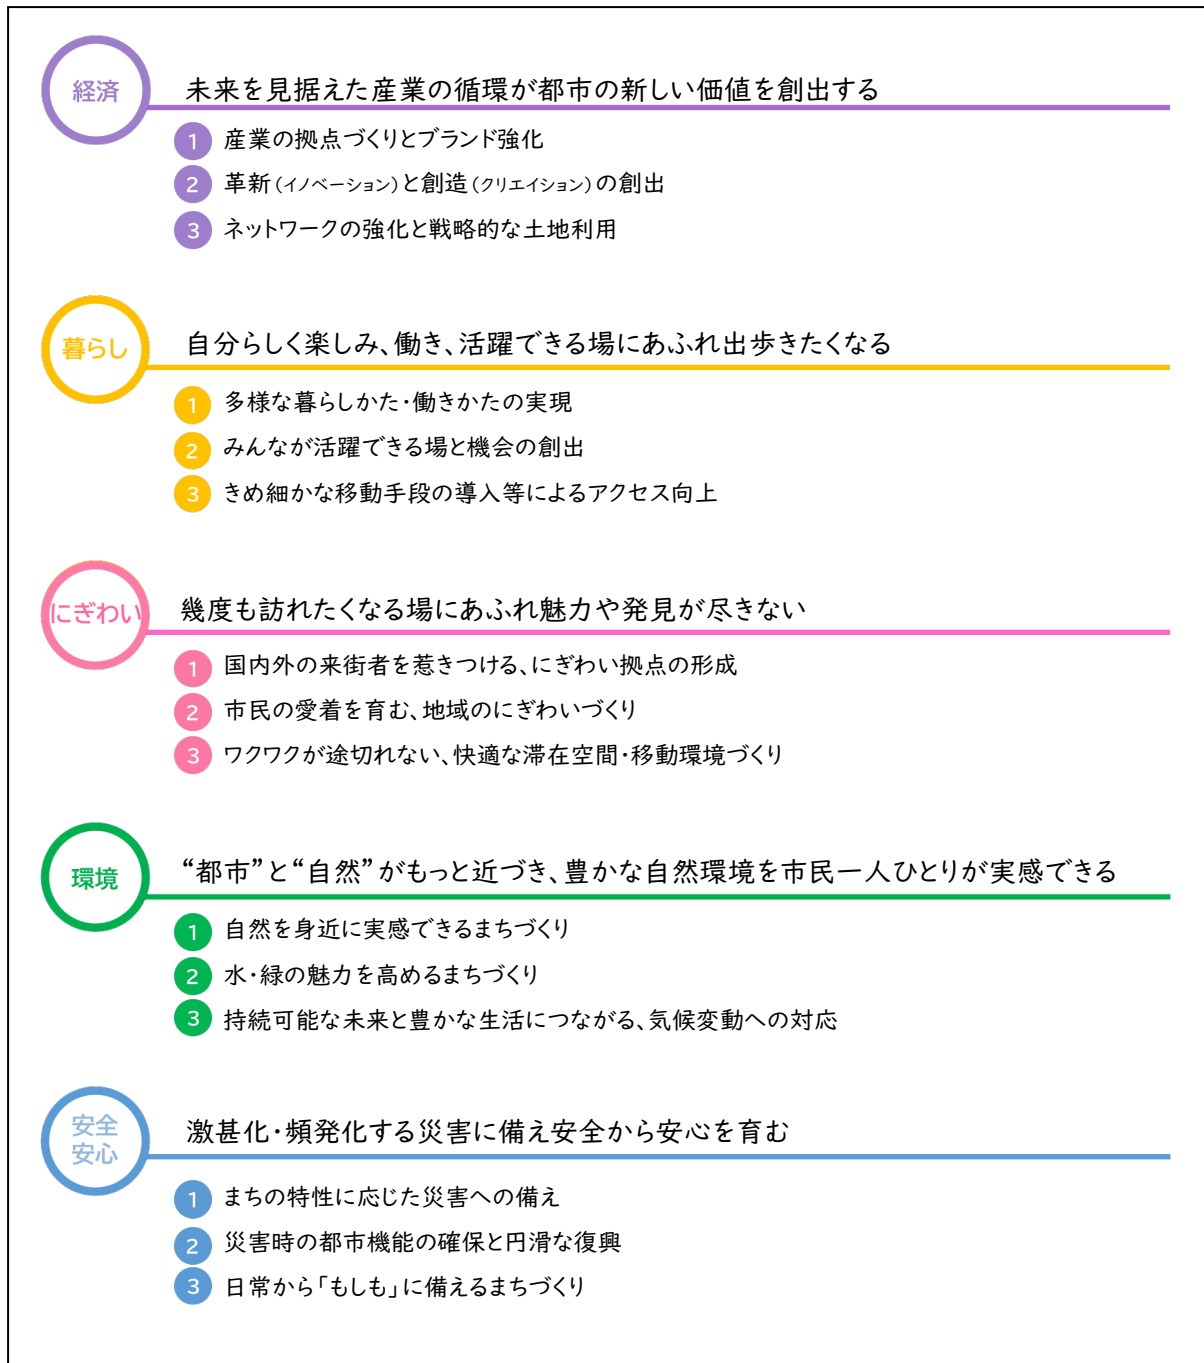 経済
未来を見据えた産業の循環が都市の新しい価値を創出する
1 産業の拠点づくりとブランド強化
2 革新(イノベーション)と創造(クリエイション)の創出
3 ネットワークの強化と戦略的な土地利用
暮らし
自分らしく楽しみ、働き、活躍できる場にあふれ出歩きたくなる
1 多様な暮らしかた・働きかたの実現
2 みんなが活躍できる場と機会の創出
3 きめ細かな移動手段の導入等によるアクセス向上
にぎわい
幾度も訪れたくなる場にあふれ魅力や発見が尽きない
1 国内外の来街者を惹きつける、にぎわい拠点の形成
2 市民の愛着を育む、地域のにぎわいづくり
3 ワクワクが途切れない、快適な滞在空間・移動環境づくり
環境
“都市”と“自然”がもっと近づき、豊かな自然環境を市民一人ひとりが実感できる
1 自然を身近に実感できるまちづくり
2 水・緑の魅力を高めるまちづくり
3 持続可能な未来と豊かな生活につながる、気候変動への対応
安全
安心
激甚化・頻発化する災害に備え安全から安心を育む
1 まちの特性に応じた災害への備え
2 災害時の都市機能の確保と円滑な復興
3 日常から「もしも」に備えるまちづくり